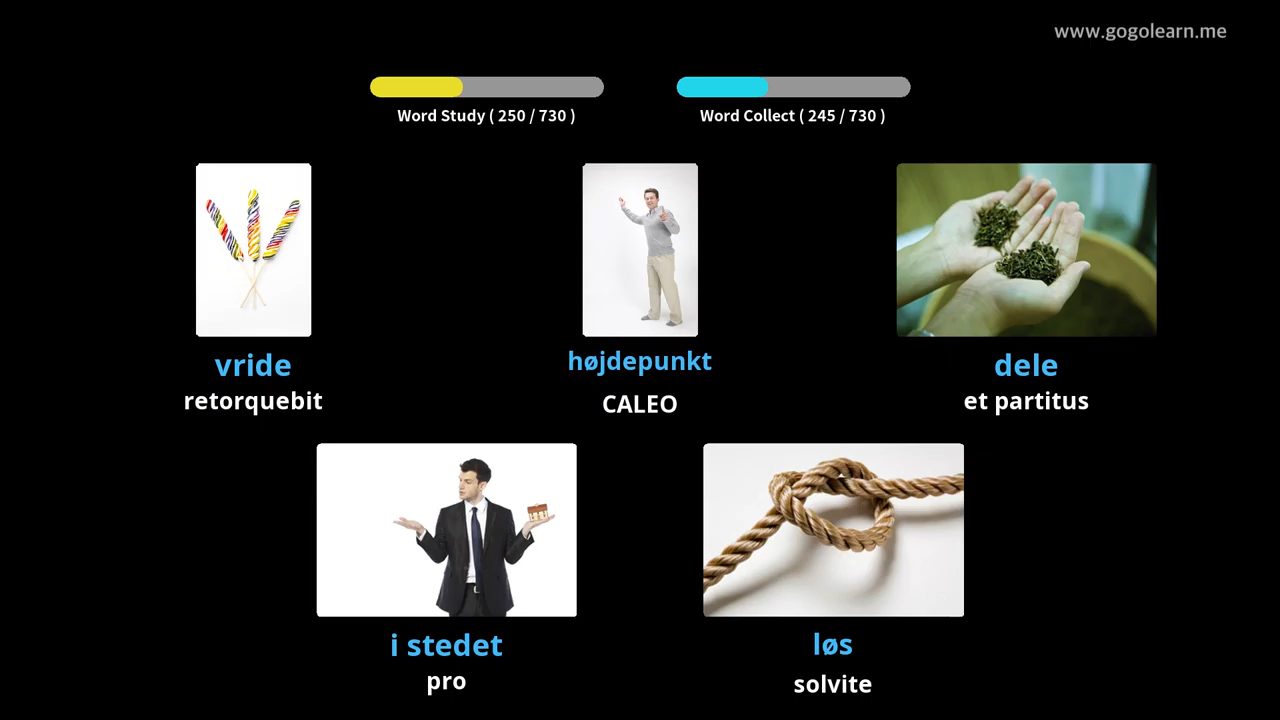 www.gogolearn.me
Word Study ( 250 / 730 )
Word Collect ( 245 / 730 )
vride
retorquebit
højdepunkt
CALEO
dele
et partitus
i stedet
pro
løs
solvite